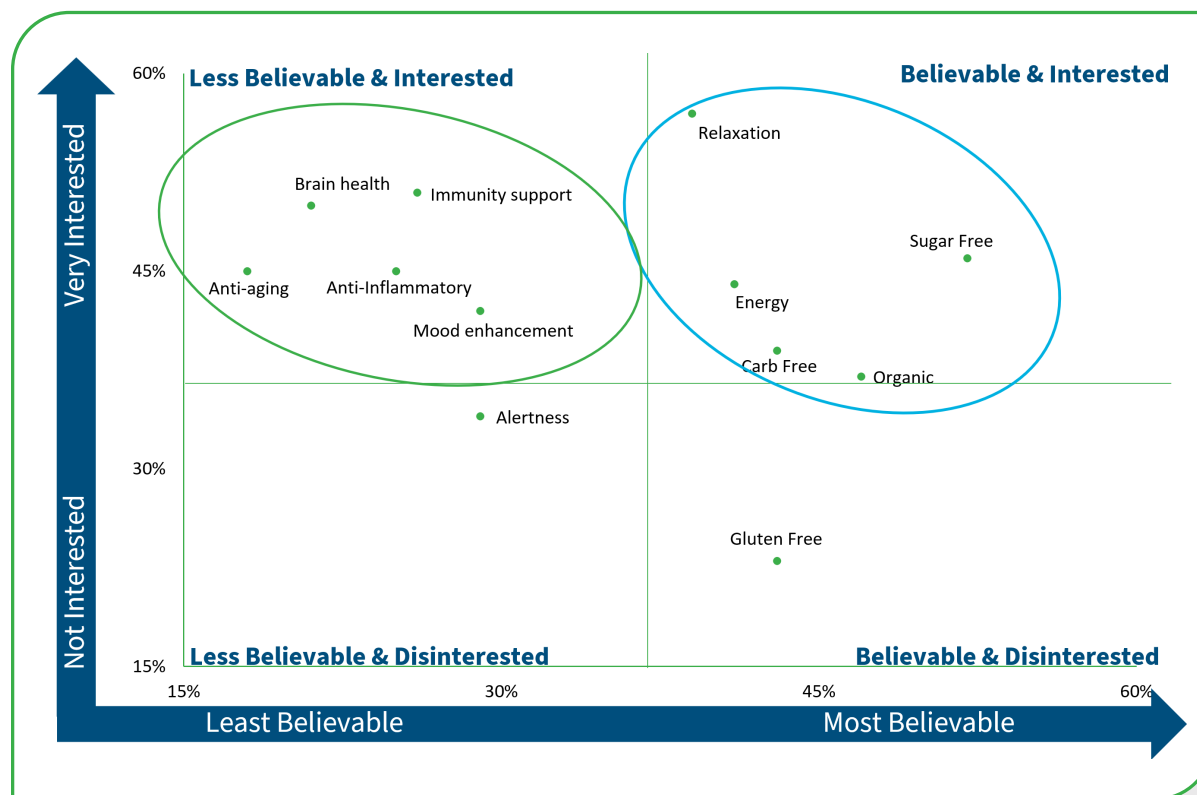 60%
Less Believable & Interested
Believable & Interested
Relaxation
Very Interested
Brain health
Immunity support
Sugar Free
45%
Anti-aging
Anti-Inflammatory
Energy
Mood enhancement
Carb Free
Organic
Alertness
30%
Not Interested
Gluten Free
15%
Less Believable & Disinterested
Believable & Disinterested
15%
30%
45%
60%
Least Believable
Most Believable